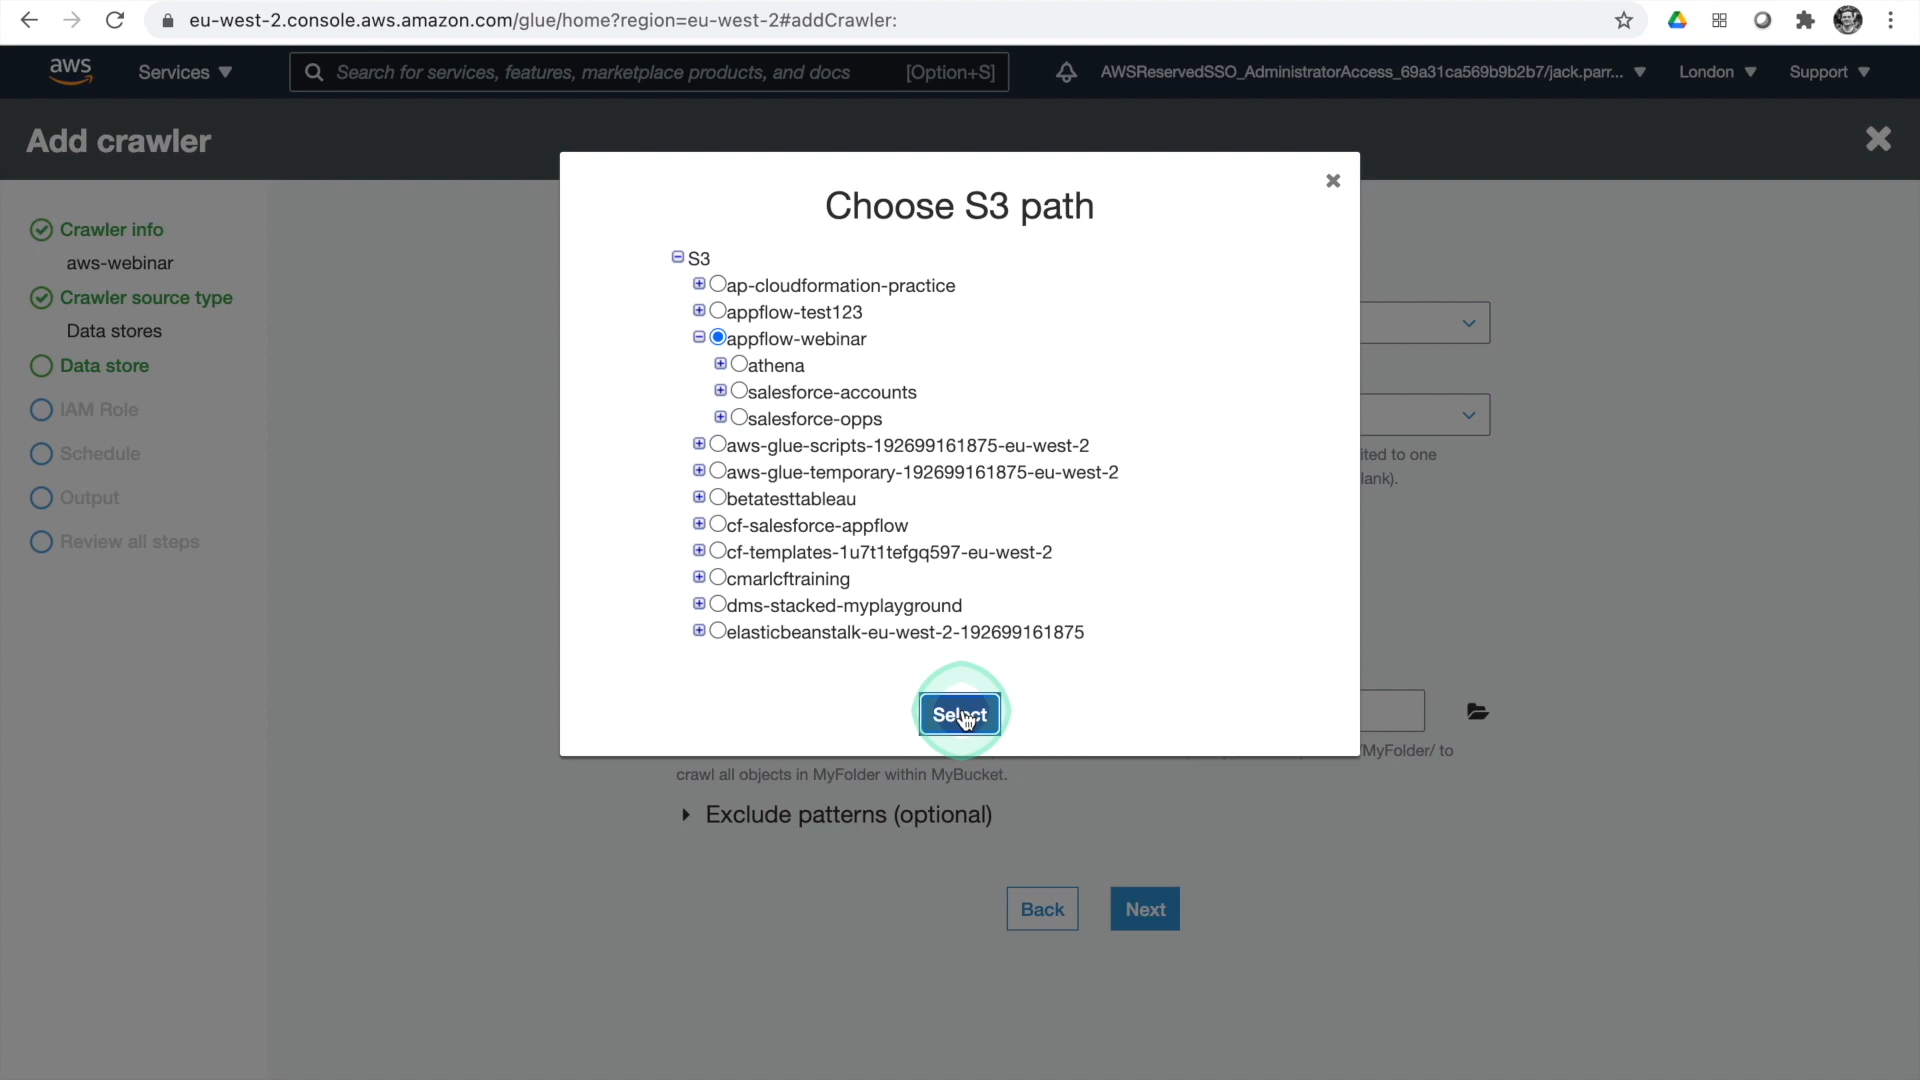 eu-west-2.console.aws.amazon.com/glue/home?region=eu-west-2#addCrawler:
aws
Services
Search for services, features, marketplace products, and docs
[Option+S]
AWSReservedSSO_AdministratorAccess_69a31ca569b9b2b7/jack.parr...
London
Support
Add crawler
Crawler info
aws-webinar
Crawler source type
Data stores
Data store
IAM Role
Schedule
Output
Review all steps
Choose S3 path
S3
ap-cloudformation-practice
appflow-test123
appflow-webinar
athena
salesforce-accounts
salesforce-opps
aws-glue-scripts-192699161875-eu-west-2
aws-glue-temporary-192699161875-eu-west-2
betatesttableau
cf-salesforce-appflow
cf-templates-1u7t1tefgq597-eu-west-2
cmarlcftraining
dms-stacked-myplayground
elasticbeanstalk-eu-west-2-192699161875
Select
ited to one
lank).
/MyFolder/ to
crawl all objects in MyFolder within MyBucket.
Exclude patterns (optional)
Back
Next